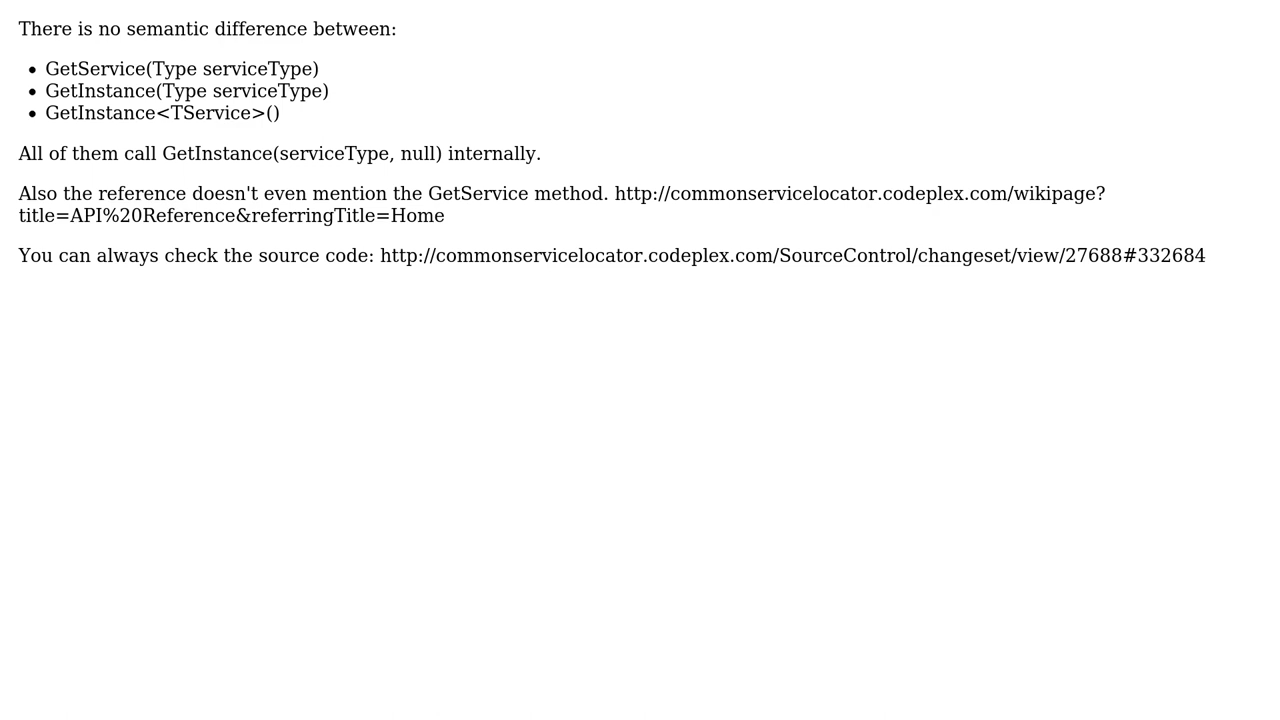 There is no semantic difference between:
• GetService(Type serviceType)
• GetInstance(Type serviceType)
• GetInstance<TService>()
All of them call GetInstance(serviceType, null) internally.
Also the reference doesn't even mention the GetService method. http://commonservicelocator.codeplex.com/wikipage?
title=API%20Reference&referringTitle=Home
You can always check the source code: http://commonservicelocator.codeplex.com/SourceControl/changeset/view/27688#332684